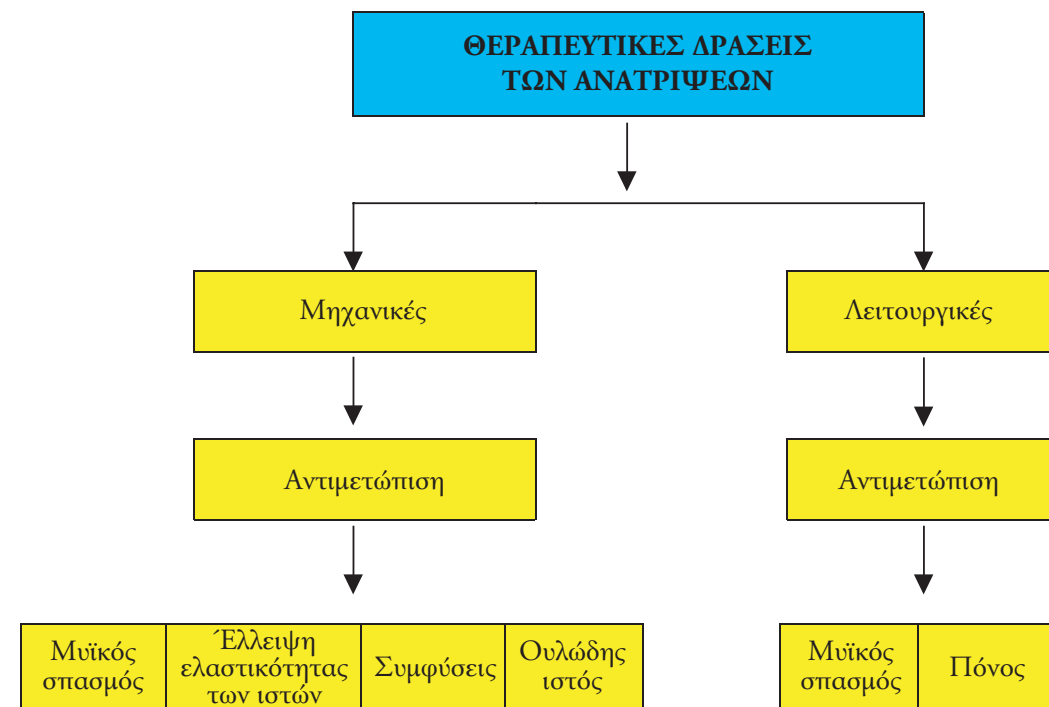 ΘΕΡΑΠΕΥΤΙΚΕΣ ΔΡΑΣΕΙΣ
ΤΩΝ ΑΝΑΤΡΙΨΕΩΝ
Μηχανικές
Λειτουργικές
Αντιμετώπιση
Αντιμετώπιση
Μυϊκός
σπασμός
Έλλειψη
ελαστικότητας
των ιστών
Συμφύσεις
Ουλώδης
ιστός
Μυϊκός
σπασμός
Πόνος